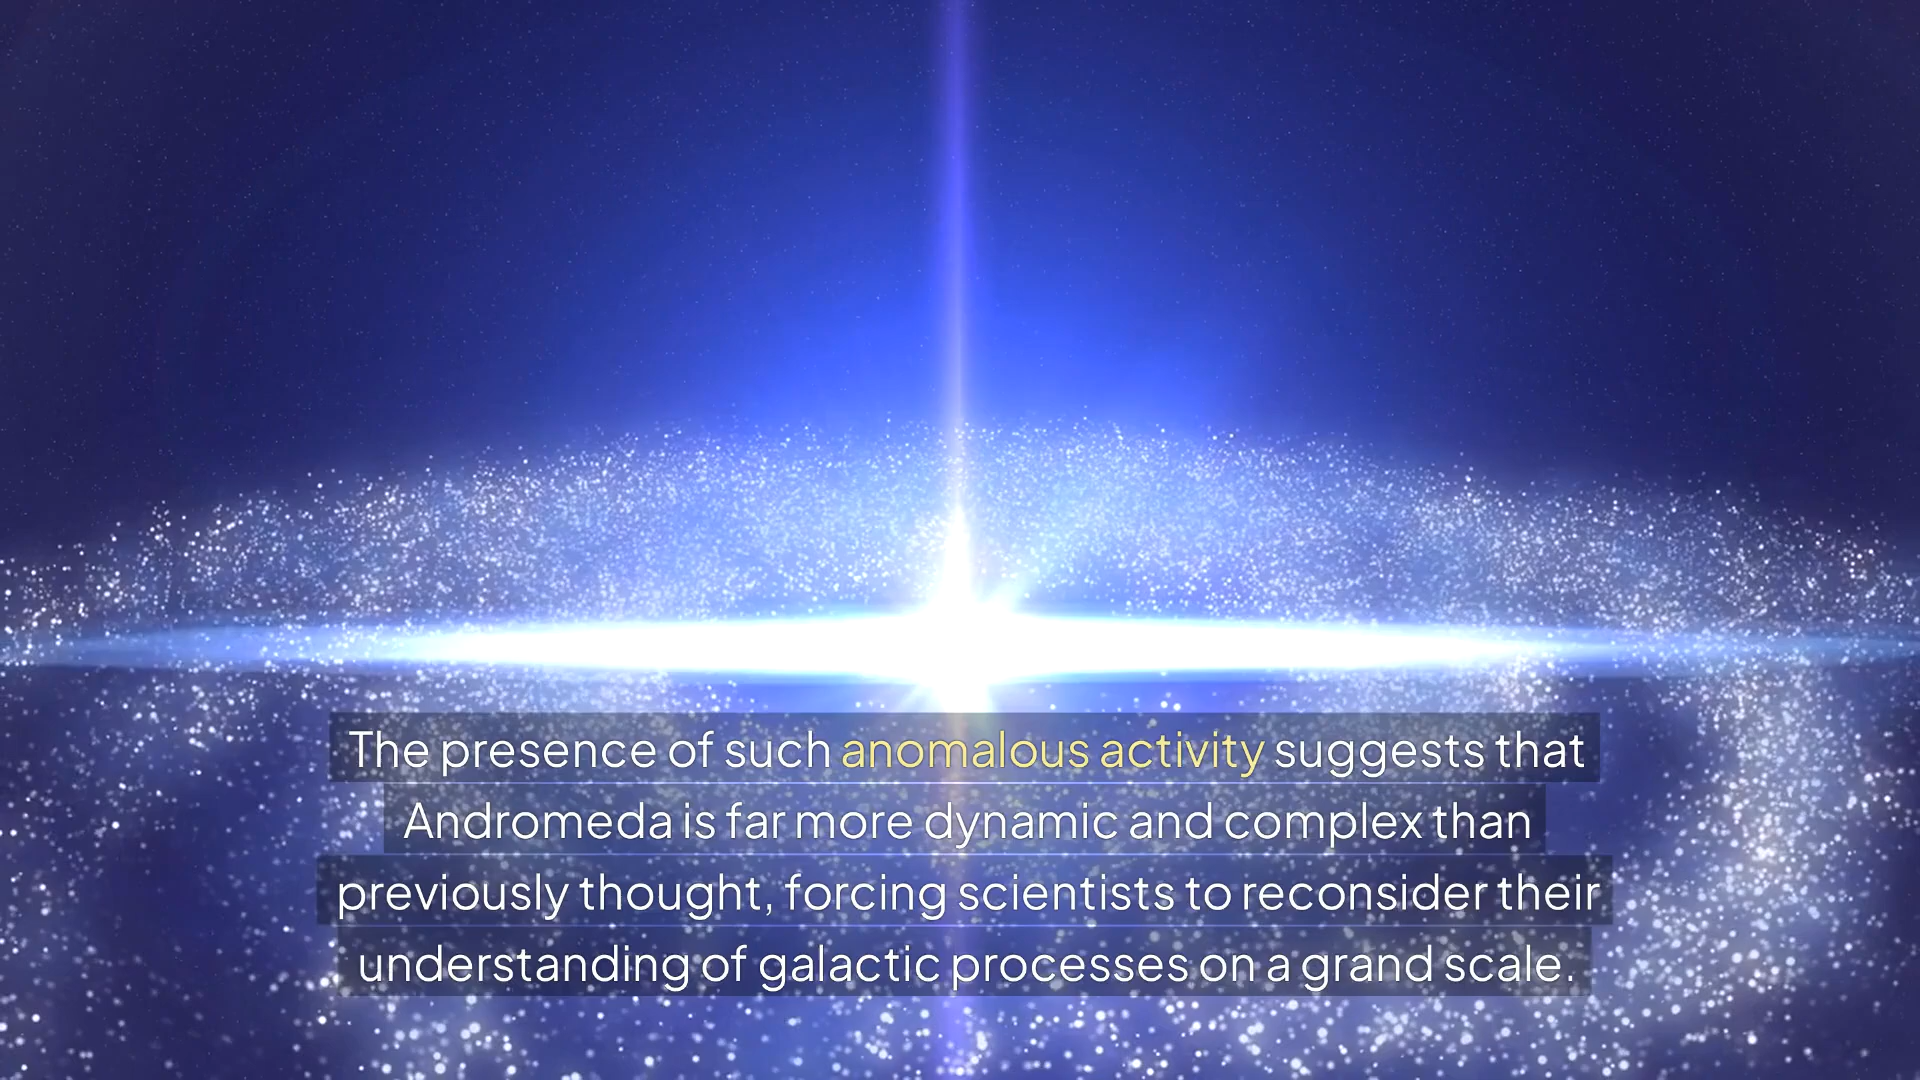 The presence of such anomalous activity suggests that
Andromeda is far more dynamic and complex than
previously thought, forcing scientists to reconsider their
understanding of galactic processes on a grand scale.